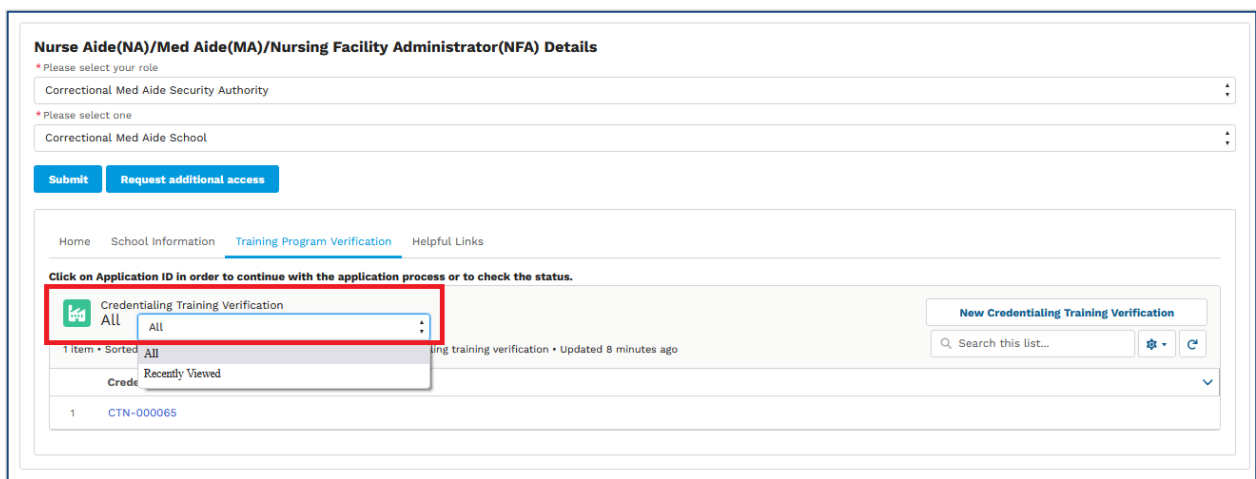 Nurse Aide(NA)/Med Aide(MA)/Nursing Facility Administrator(NFA) Details
*Please select your role
Correctional Med Aide Security Authority
*Please select one
Correctional Med Aide School
Submit Request additional access
Home School Information Training Program Verification Helpful Links
Click on Application ID in order to continue with the application process or to check the status.
Credentialing Training Verification
All All
New Credentialing Training Verification
1 item • Sorted ing training verification • Updated 8 minutes ago
Search this list...
All
Recently Viewed
Crede
1 CTN-000065